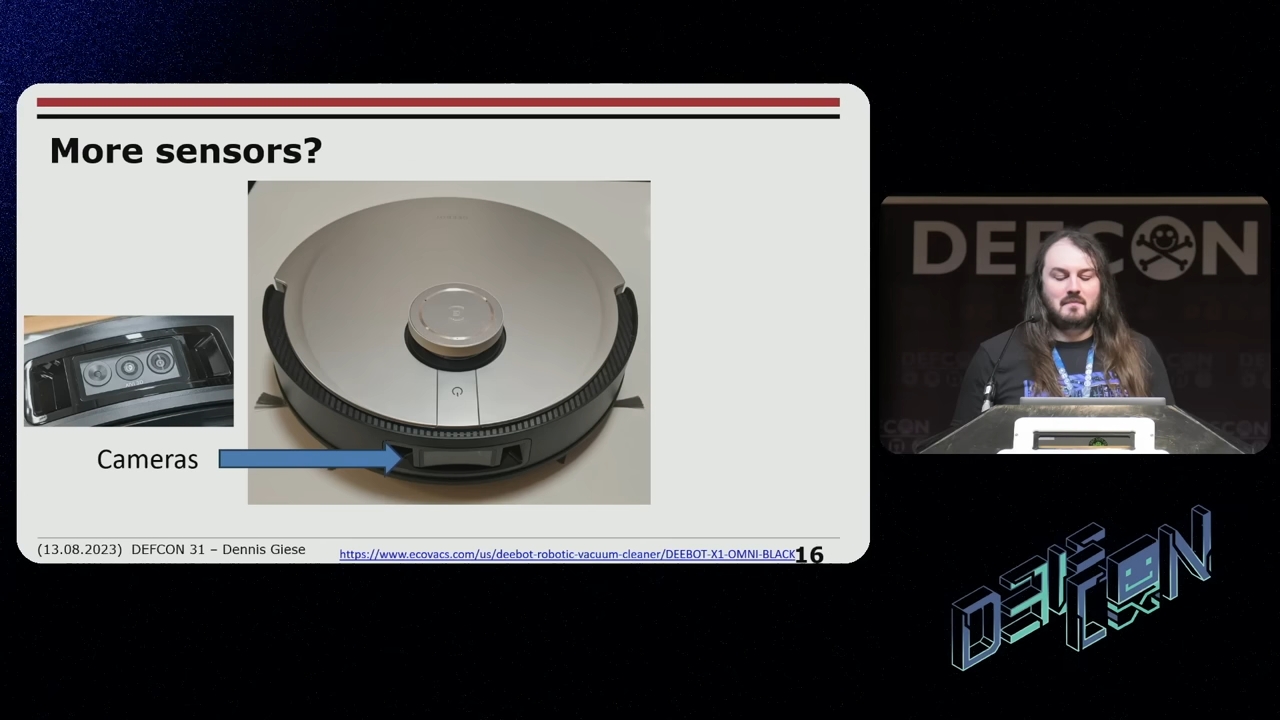 More sensors?
Cameras
(13.08.2023) DEFCON 31 – Dennis Giese
https://www.ecovacs.com/us/deebot-robotic-vacuum-cleaner/DEEBOT-X1-OMNI-BLACK
16
DEFCON
DEFCON